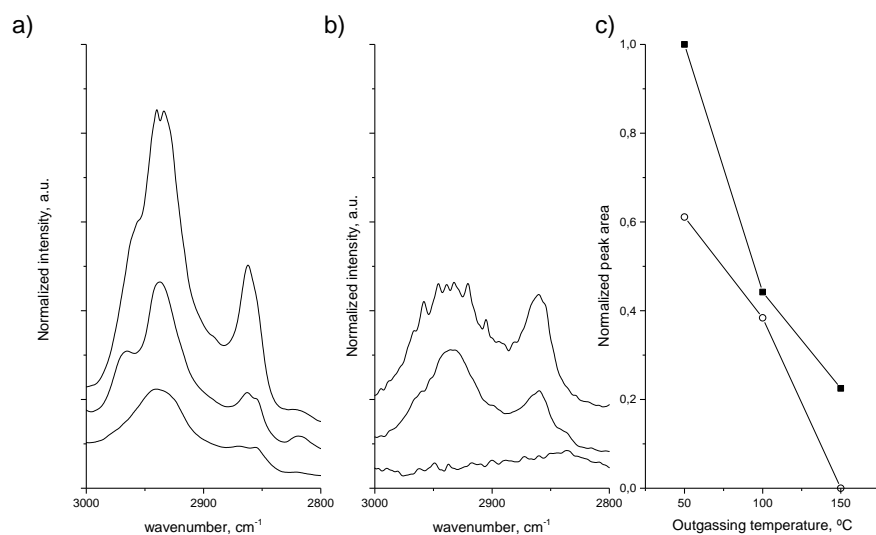 a)
Normalized intensity, a.u.
3000
2900
2800
wavenumber, cm-1
b)
Normalized intensity, a.u.
3000
2900
2800
wavenumber, cm-1
c)
Normalized peak area
1,0
0,8
0,6
0,4
0,2
0,0
50
100
150
Outgassing temperature, ºC